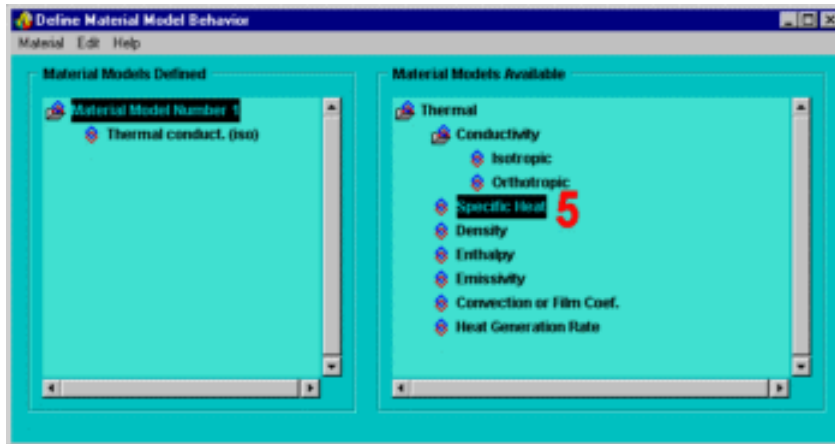 Define Material Model Behavior
Material Edit Help
Material Models Defined
Material Model Number 1
Thermal conduct. (iso)
Material Models Available
Thermal
Conductivity
Isotropic
Orthotropic
Specific Heat 5
Density
Enthalpy
Emissivity
Convection or Film Coef.
Heat Generation Rate